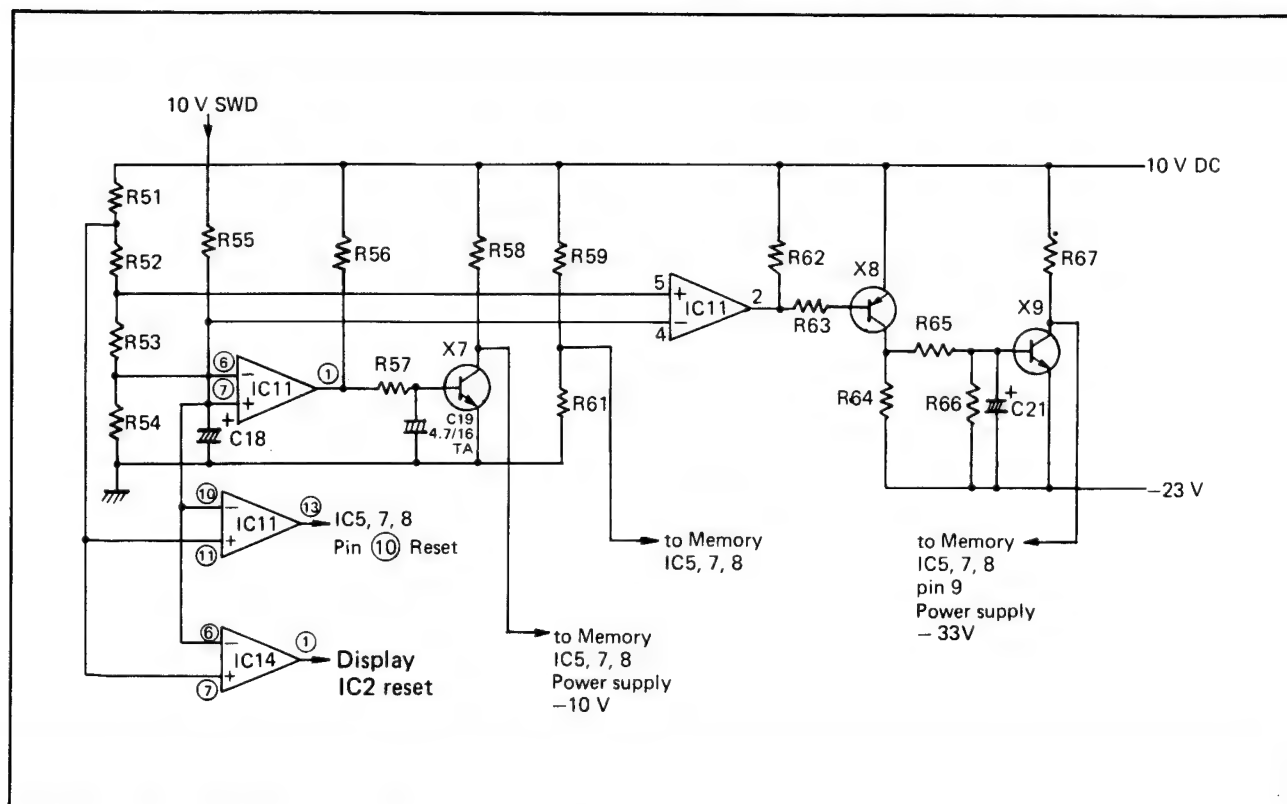 10 V SWD
10 V DC
R51
R55
R52
R56
R58
R59
R62
X8
R67
5
+
IC11
2
4
−
R63
X9
R53
X7
R65
⑥
−
IC11
①
R57
⑦
+
R54
+
C18
C19
4.7/16
TA
R61
R64
R66
+
C21
−23 V
⑩
−
IC11
⑬
IC5, 7, 8
Pin ⑩ Reset
⑪
+
to Memory
IC5, 7, 8
to Memory
IC5, 7, 8
pin 9
Power supply
− 33V
⑥
−
IC14
①
Display
IC2 reset
⑦
+
to Memory
IC5, 7, 8
Power supply
−10 V